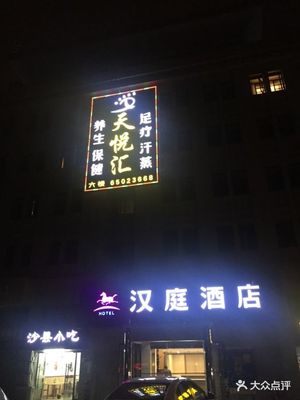 足疗汗蒸
天悦汇
养生保健
六楼 65023668
汉庭酒店
HOTEL
沙县小吃
大众点评